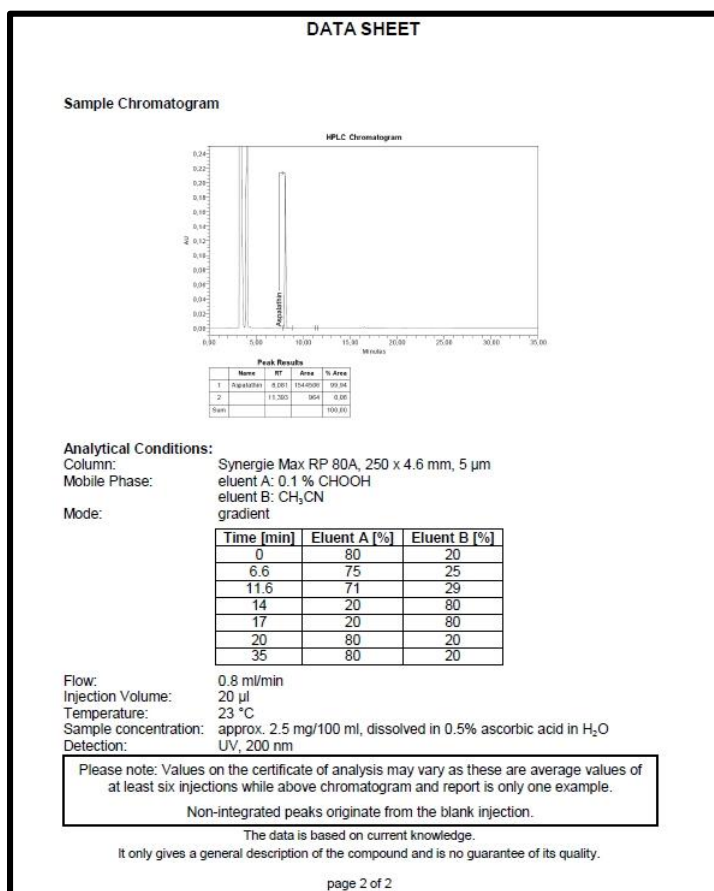 DATA SHEET
Sample Chromatogram
HPLC Chromatogram
0,24
0,22
0,20
0,18
0,16
0,14
0,12
0,10
0,08
0,06
0,04
0,02
0,00
AU
Aspalathin
0,00 5,00 10,00 15,00 20,00 25,00 30,00 35,00
Minutes
Peak Results
Name RT Area % Area
1 Aspalathin 8,081 1544506 99,94
2 11,393 964 0,06
Sum 100,00
Analytical Conditions:
Column: Synergie Max RP 80A, 250 x 4.6 mm, 5 µm
Mobile Phase: eluent A: 0.1 % CHOOH
eluent B: CH₃CN
Mode: gradient
Time [min] Eluent A [%] Eluent B [%]
0 80 20
6.6 75 25
11.6 71 29
14 20 80
17 20 80
20 80 20
35 80 20
Flow: 0.8 ml/min
Injection Volume: 20 µl
Temperature: 23 °C
Sample concentration: approx. 2.5 mg/100 ml, dissolved in 0.5% ascorbic acid in H₂O
Detection: UV, 200 nm
Please note: Values on the certificate of analysis may vary as these are average values of
at least six injections while above chromatogram and report is only one example.
Non-integrated peaks originate from the blank injection.
The data is based on current knowledge.
It only gives a general description of the compound and is no guarantee of its quality.
page 2 of 2